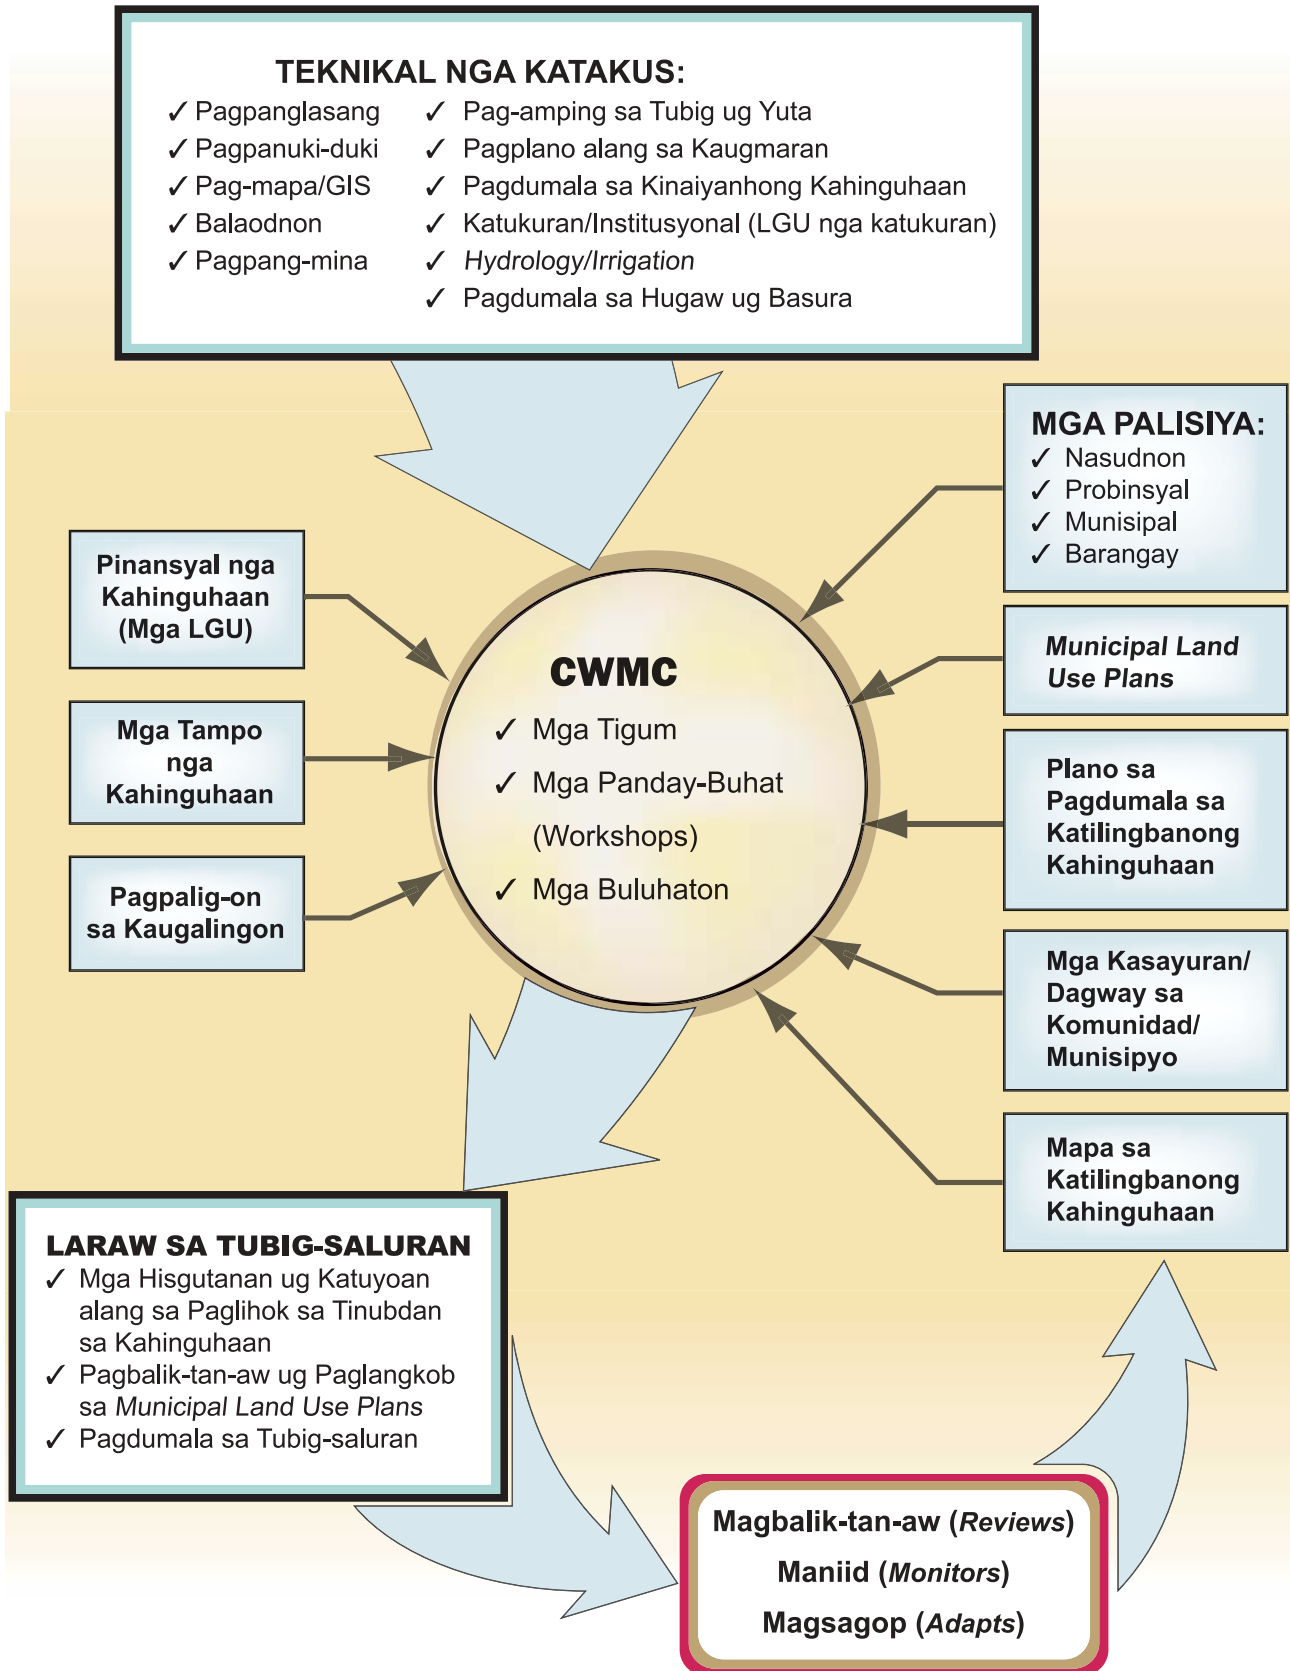 TEKNIKAL NGA KATAKUS:
✓ Pagpanglasang
✓ Pagpanuki-duki
✓ Pag-mapa/GIS
✓ Balaodnon
✓ Pagpang-mina
✓ Pag-amping sa Tubig ug Yuta
✓ Pagplano alang sa Kaugmaran
✓ Pagdumala sa Kinaiyanhong Kahinguhaan
✓ Katukuran/Institusyonal (LGU nga katukuran)
✓ Hydrology/Irrigation
✓ Pagdumala sa Hugaw ug Basura
Pinansyal nga
Kahinguhaan
(Mga LGU)
Mga Tampo
nga
Kahinguhaan
Pagpalig-on
sa Kaugalingon
CWMC
✓ Mga Tigum
✓ Mga Panday-Buhat
(Workshops)
✓ Mga Buluhaton
MGA PALISIYA:
✓ Nasudnon
✓ Probinsyal
✓ Munisipal
✓ Barangay
Municipal Land
Use Plans
Plano sa
Pagdumala sa
Katilingbanong
Kahinguhaan
Mga Kasayuran/
Dagway sa
Komunidad/
Munisipyo
Mapa sa
Katilingbanong
Kahinguhaan
LARAW SA TUBIG-SALURAN
✓ Mga Hisgutanan ug Katuyoan
alang sa Paglihok sa Tinubdan
sa Kahinguhaan
✓ Pagbalik-tan-aw ug Paglangkob
sa Municipal Land Use Plans
✓ Pagdumala sa Tubig-saluran
Magbalik-tan-aw (Reviews)
Maniid (Monitors)
Magsagop (Adapts)